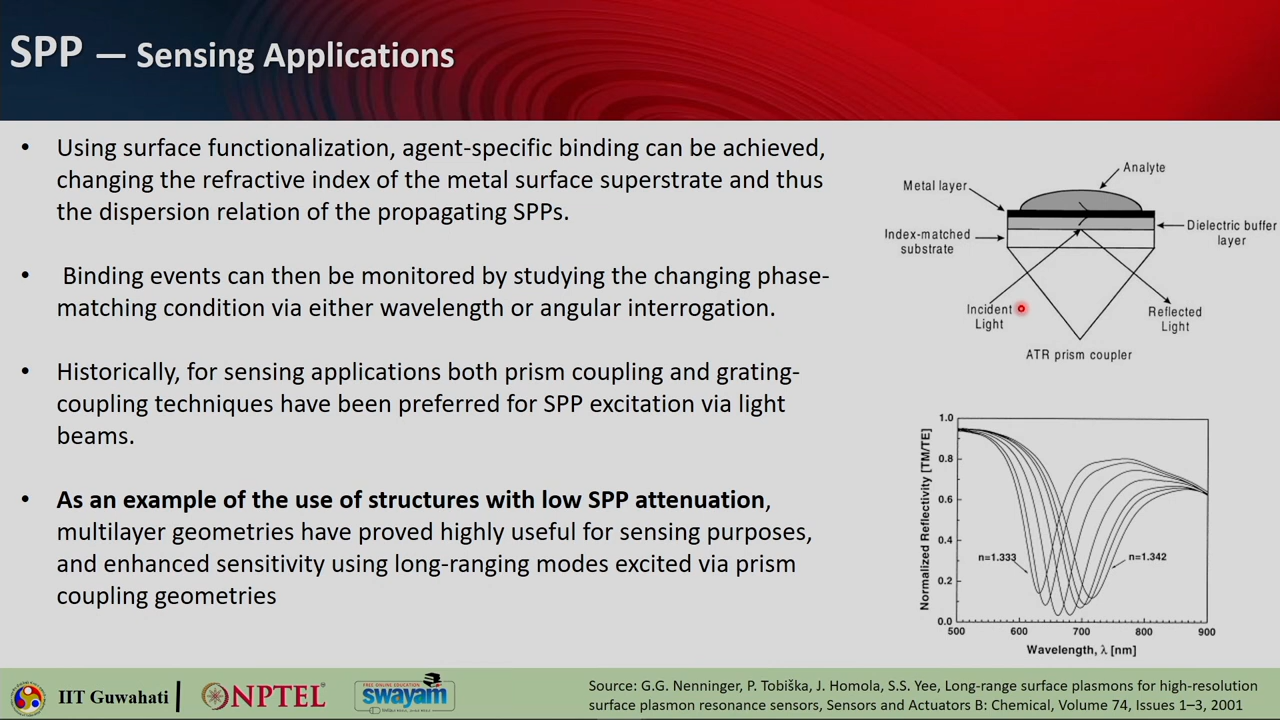 SPP — Sensing Applications
• Using surface functionalization, agent-specific binding can be achieved,
changing the refractive index of the metal surface superstrate and thus
the dispersion relation of the propagating SPPs.
• Binding events can then be monitored by studying the changing phase-
matching condition via either wavelength or angular interrogation.
• Historically, for sensing applications both prism coupling and grating-
coupling techniques have been preferred for SPP excitation via light
beams.
• As an example of the use of structures with low SPP attenuation,
multilayer geometries have proved highly useful for sensing purposes,
and enhanced sensitivity using long-ranging modes excited via prism
coupling geometries
Analyte
Metal layer
Dielectric buffer
layer
Index-matched
substrate
Incident
Light
Reflected
Light
ATR prism coupler
Normalized Reflectivity [TM/TE]
1.0
0.8
0.6
0.4
0.2
0.0
n=1.333
n=1.342
500 600 700 800 900
Wavelength, λ [nm]
IIT Guwahati
NPTEL
FREE ONLINE EDUCATION
swayam
Source: G.G. Nenninger, P. Tobiška, J. Homola, S.S. Yee, Long-range surface plasmons for high-resolution
surface plasmon resonance sensors, Sensors and Actuators B: Chemical, Volume 74, Issues 1–3, 2001